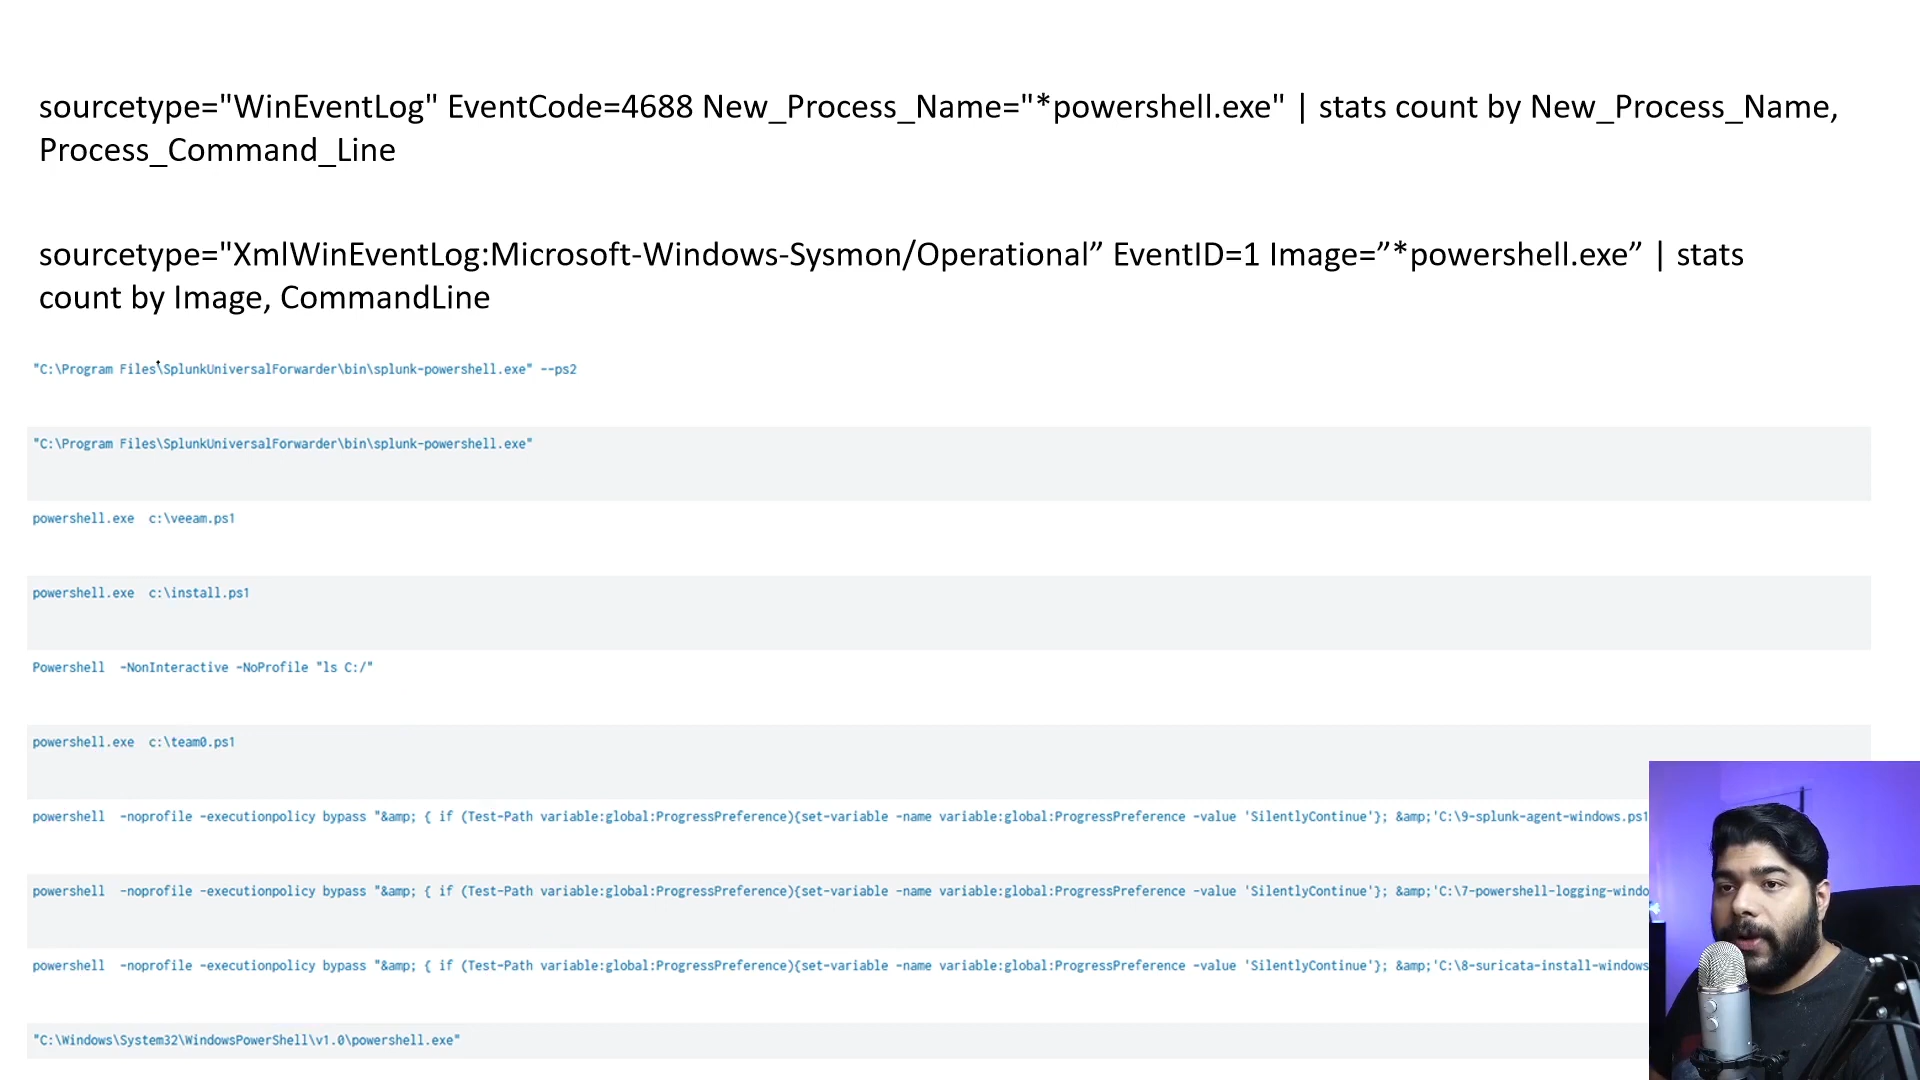 sourcetype="WinEventLog" EventCode=4688 New_Process_Name="*powershell.exe" | stats count by New_Process_Name,
Process_Command_Line
sourcetype="XmlWinEventLog:Microsoft-Windows-Sysmon/Operational” EventID=1 Image=”*powershell.exe” | stats
count by Image, CommandLine
"C:\Program Files\SplunkUniversalForwarder\bin\splunk-powershell.exe" --ps2
"C:\Program Files\SplunkUniversalForwarder\bin\splunk-powershell.exe"
powershell.exe  c:\veeam.ps1
powershell.exe  c:\install.ps1
Powershell  -NonInteractive -NoProfile "ls C:/"
powershell.exe  c:\team0.ps1
powershell  -noprofile -executionpolicy bypass "&amp; { if (Test-Path variable:global:ProgressPreference){set-variable -name variable:global:ProgressPreference -value 'SilentlyContinue'}; &amp;'C:\9-splunk-agent-windows.ps1
powershell  -noprofile -executionpolicy bypass "&amp; { if (Test-Path variable:global:ProgressPreference){set-variable -name variable:global:ProgressPreference -value 'SilentlyContinue'}; &amp;'C:\7-powershell-logging-windo
powershell  -noprofile -executionpolicy bypass "&amp; { if (Test-Path variable:global:ProgressPreference){set-variable -name variable:global:ProgressPreference -value 'SilentlyContinue'}; &amp;'C:\8-suricata-install-windows
"C:\Windows\System32\WindowsPowerShell\v1.0\powershell.exe"